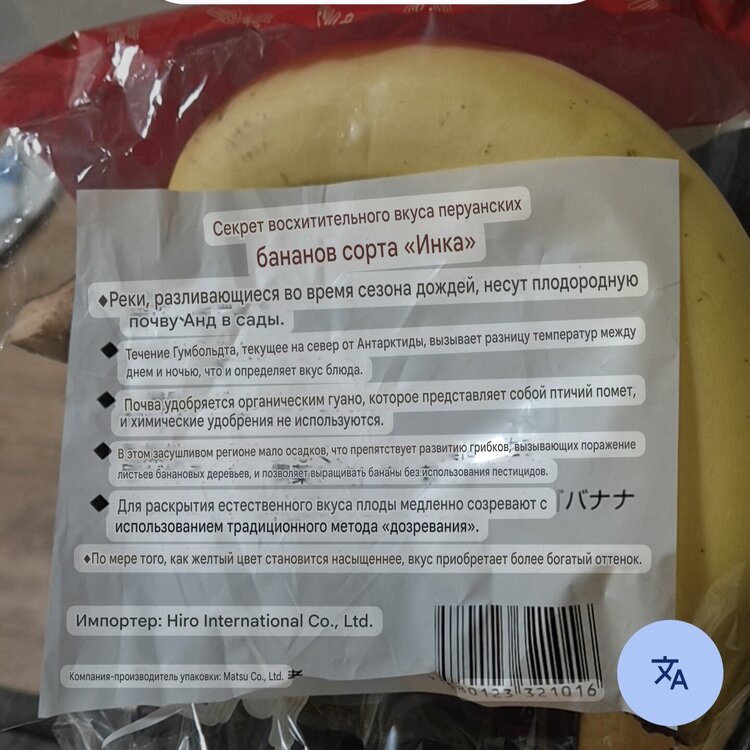 Секрет восхитительного вкуса перуанских
бананов сорта «Инка»
♦Реки, разливающиеся во время сезона дождей, несут плодородную
почву Анд в сады.
◆ Течение Гумбольдта, текущее на север от Антарктиды, вызывает разницу температур между
днем и ночью, что и определяет вкус блюда.
◆ Почва удобряется органическим гуано, которое представляет собой птичий помет,
и химические удобрения не используются.
◆ В этом засушливом регионе мало осадков, что препятствует развитию грибков, вызывающих поражение
листьев банановых деревьев, и позволяет выращивать бананы без использования пестицидов.
◆ Для раскрытия естественного вкуса плоды медленно созревают с
バナナ
использованием традиционного метода «дозревания».
♦По мере того, как желтый цвет становится насыщеннее, вкус приобретает более богатый оттенок.
Импортер: Hiro International Co., Ltd.
Компания-производитель упаковки: Matsu Co., Ltd.
80123 321016